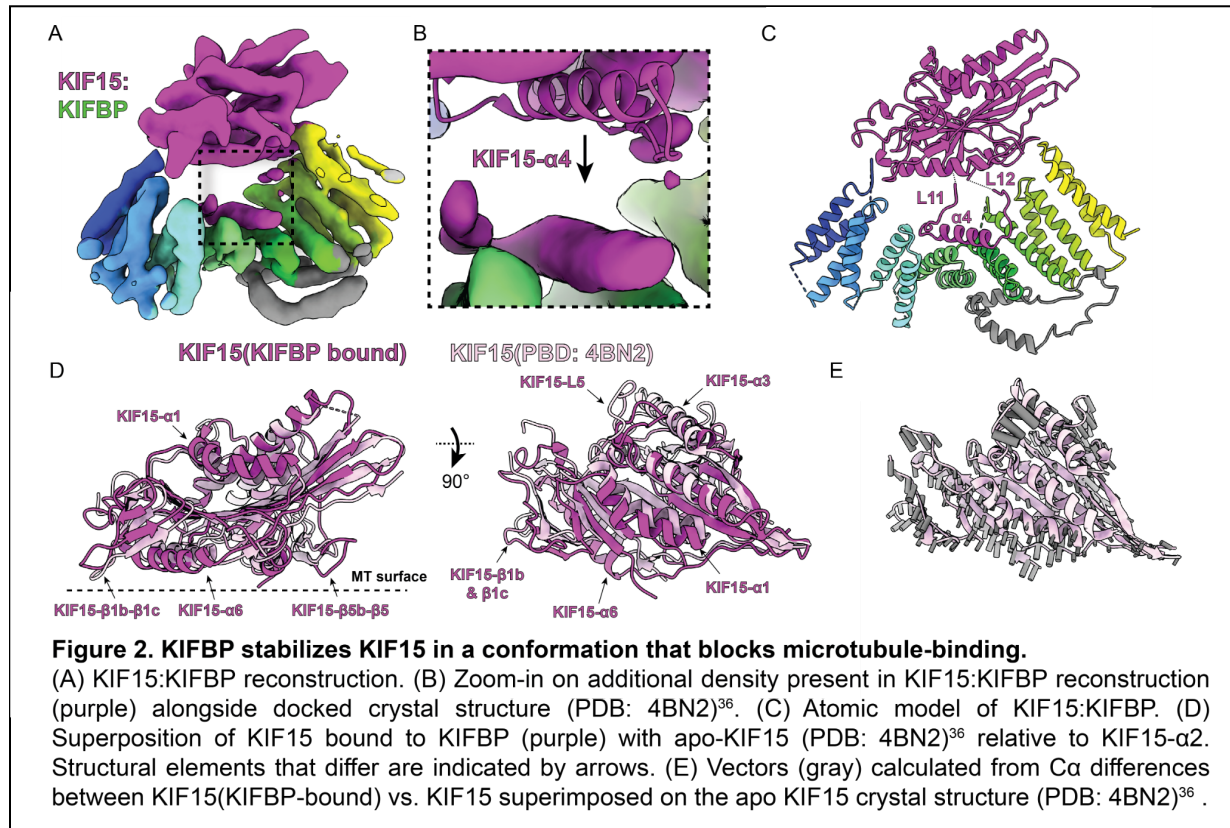 A
KIF15:
KIFBP
B
KIF15-α4
C
L11
L12
α4
KIF15(KIFBP bound)
KIF15(PBD: 4BN2)
D
KIF15-α1
KIF15-β1b-β1c
KIF15-α6
KIF15-β5b-β5
MT surface
90°
KIF15-L5
KIF15-α3
KIF15-β1b
& β1c
KIF15-α6
KIF15-α1
E
Figure 2. KIFBP stabilizes KIF15 in a conformation that blocks microtubule-binding.
(A) KIF15:KIFBP reconstruction. (B) Zoom-in on additional density present in KIF15:KIFBP reconstruction
(purple) alongside docked crystal structure (PDB: 4BN2)36. (C) Atomic model of KIF15:KIFBP. (D)
Superposition of KIF15 bound to KIFBP (purple) with apo-KIF15 (PDB: 4BN2)36 relative to KIF15-α2.
Structural elements that differ are indicated by arrows. (E) Vectors (gray) calculated from Cα differences
between KIF15(KIFBP-bound) vs. KIF15 superimposed on the apo KIF15 crystal structure (PDB: 4BN2)36 .